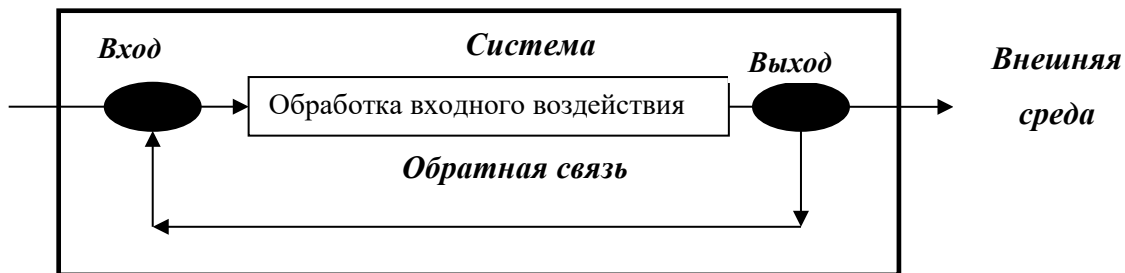 Вход
Система
Выход
Внешняя
среда
Обработка входного воздействия
Обратная связь